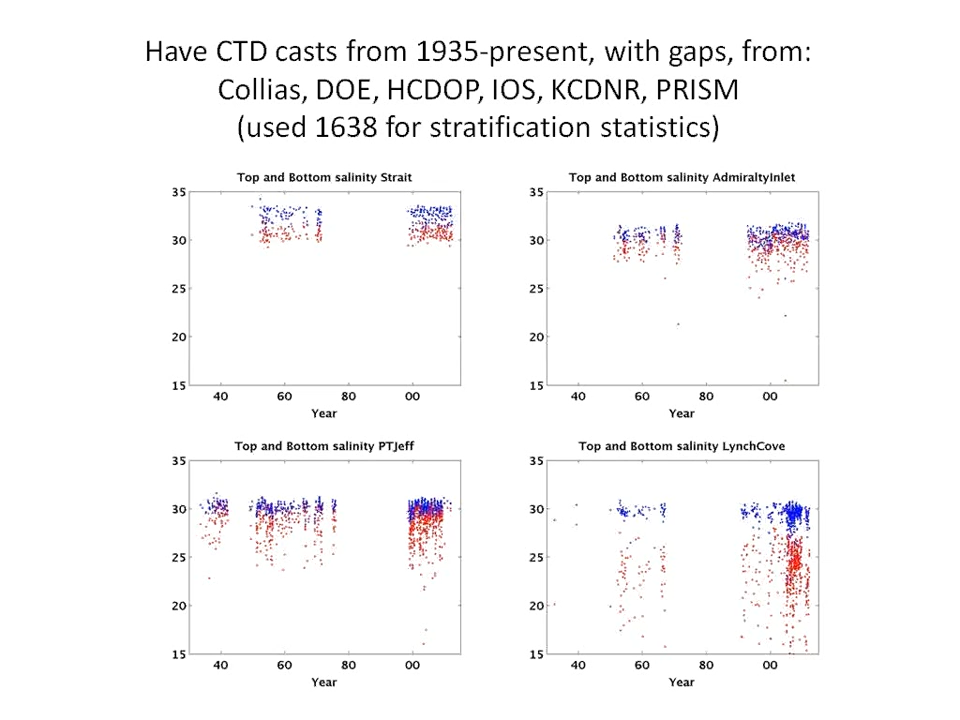 Have CTD casts from 1935-present, with gaps, from:
Collias, DOE, HCDOP, IOS, KCDNR, PRISM
(used 1638 for stratification statistics)
Top and Bottom salinity Strait
35
30
25
20
15
40 60 80 00
Year
Top and Bottom salinity AdmiraltyInlet
35
30
25
20
15
40 60 80 00
Year
Top and Bottom salinity PTJeff
35
30
25
20
15
40 60 80 00
Year
Top and Bottom salinity LynchCove
35
30
25
20
15
40 60 80 00
Year